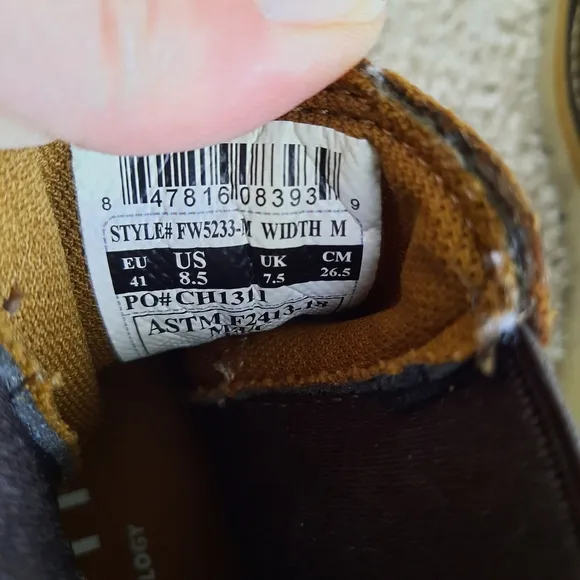 8 47816 08393 9
STYLE# FW5233-M WIDTH M
EU US UK CM
41 8.5 7.5 26.5
PO# CH1311
ASTM F2413-18
OLOGY